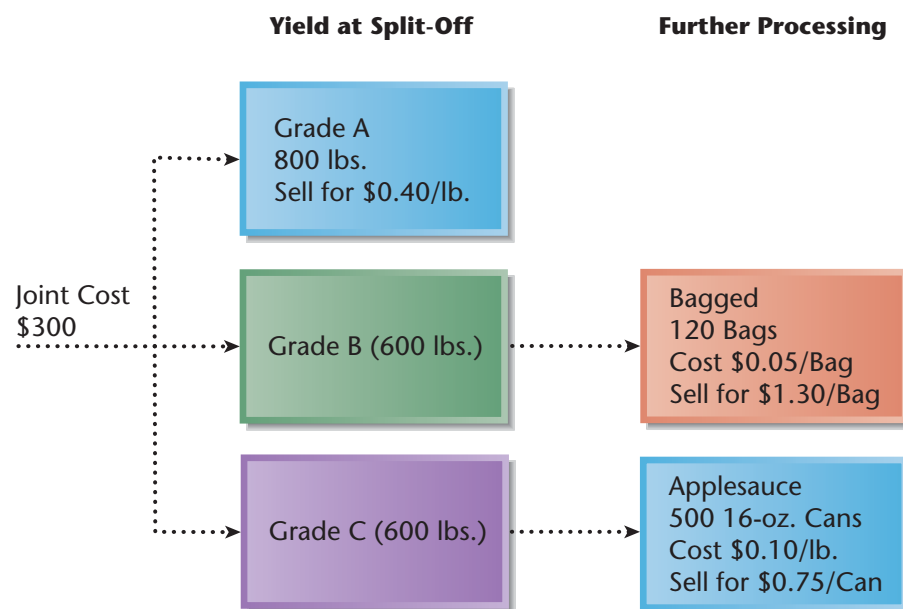 Yield at Split-Off
Further Processing
Grade A
800 lbs.
Sell for $0.40/lb.
Joint Cost
$300
Grade B (600 lbs.)
Bagged
120 Bags
Cost $0.05/Bag
Sell for $1.30/Bag
Grade C (600 lbs.)
Applesauce
500 16-oz. Cans
Cost $0.10/lb.
Sell for $0.75/Can